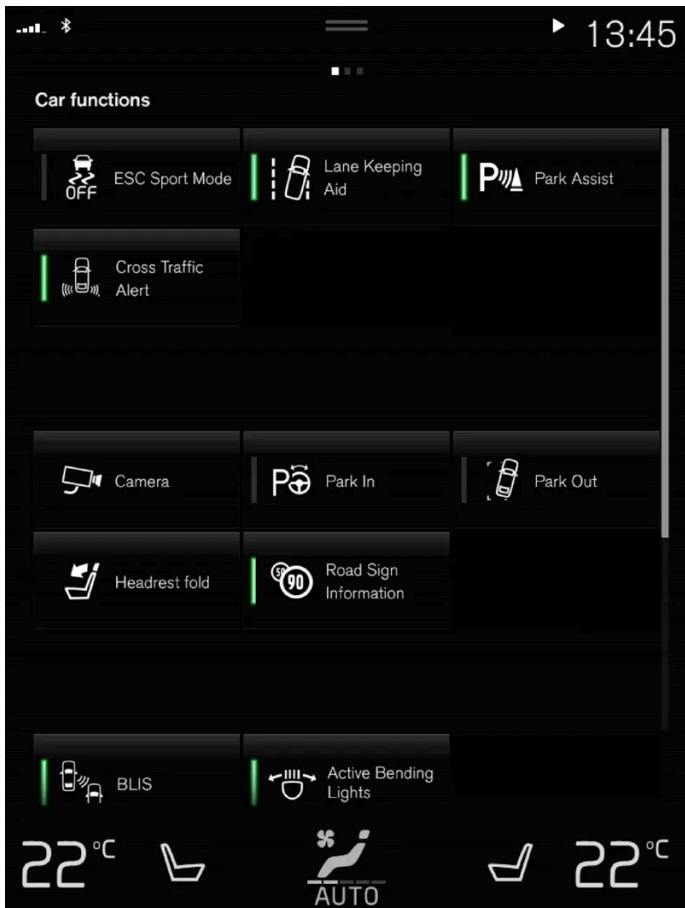 13:45
Car functions
OFF
ESC Sport Mode
Lane Keeping
Aid
P
Park Assist
Cross Traffic
Alert
Camera
P
Park In
Park Out
Headrest fold
50
90
Road Sign
Information
BLIS
Active Bending
Lights
22°C
22°C
AUTO